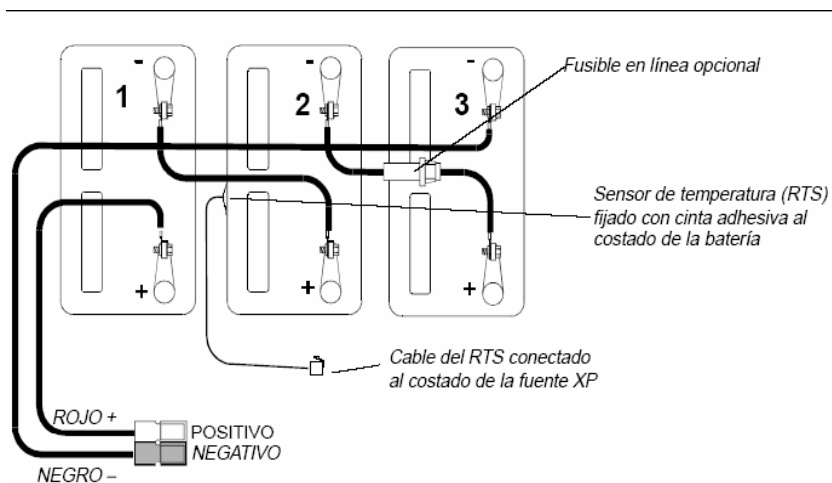 -
-
-
1
2
3
Fusible en línea opcional
Sensor de temperatura (RTS)
fijado con cinta adhesiva al
costado de la batería
+
+
+
Cable del RTS conectado
al costado de la fuente XP
ROJO +
POSITIVO
NEGATIVO
NEGRO –